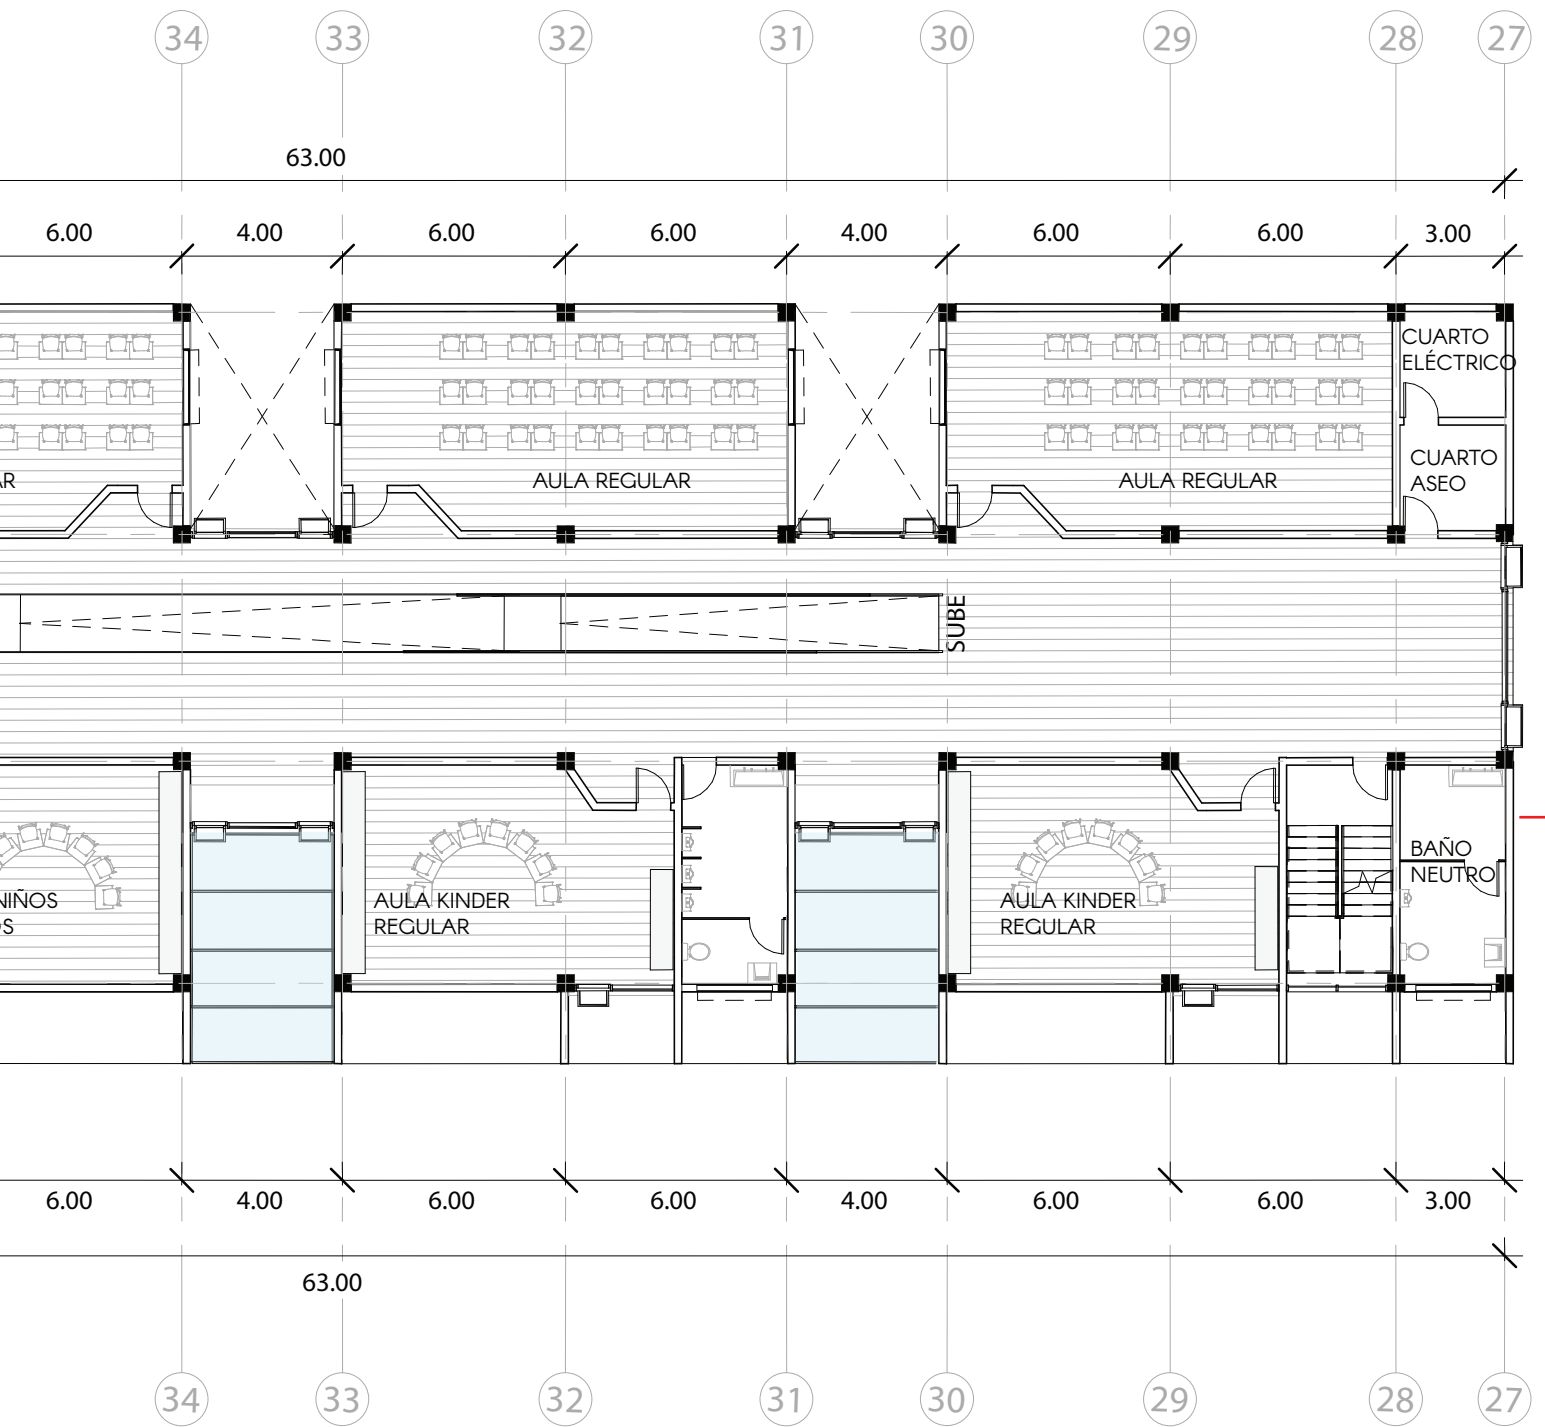 34 33 32 31 30 29 28 27
63.00
6.00 4.00 6.00 6.00 4.00 6.00 6.00 3.00
CUARTO
ELÉCTRICO
CUARTO
ASEO
AR
AULA REGULAR
AULA REGULAR
SUBE
NIÑOS
OS
AULA KINDER
REGULAR
AULA KINDER
REGULAR
BAÑO
NEUTRO
6.00 4.00 6.00 6.00 4.00 6.00 6.00 3.00
63.00
34 33 32 31 30 29 28 27